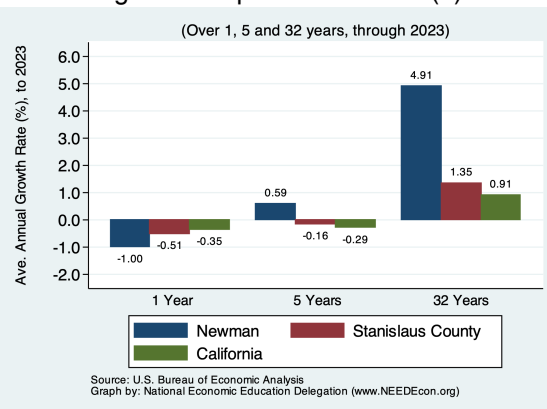 (Over 1, 5 and 32 years, through 2023)
Ave. Annual Growth Rate (%), to 2023
6.0
5.0
4.0
3.0
2.0
1.0
0.0
-1.0
-2.0
-1.00
-0.51
-0.35
0.59
-0.16
-0.29
4.91
1.35
0.91
1 Year
5 Years
32 Years
Newman
Stanislaus County
California
Source: U.S. Bureau of Economic Analysis
Graph by: National Economic Education Delegation (www.NEEDEcon.org)